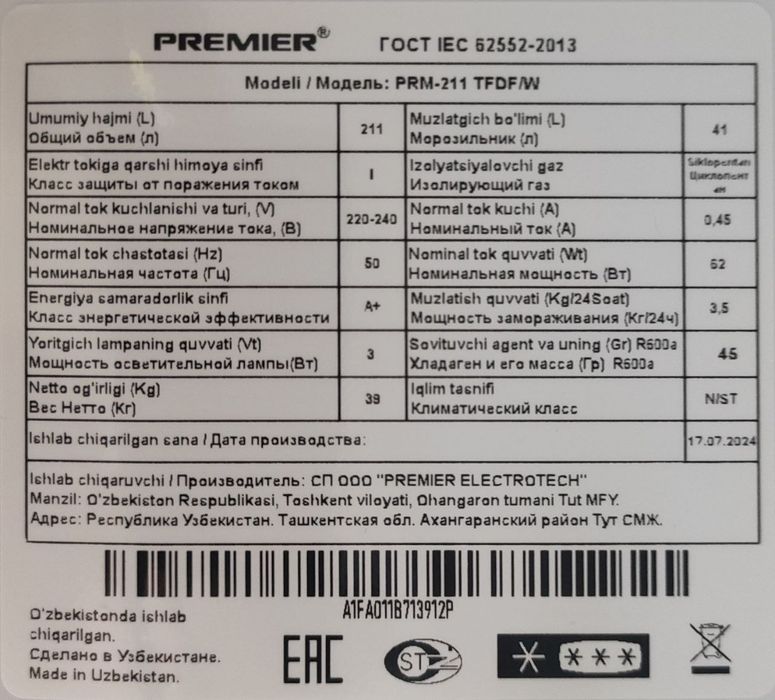 PREMIER® ГОСТ IEC 62552-2013
Modeli / Модель: PRM-211 TFDF/W
Umumiy hajmi (L)
Общий объем (л)
211
Muzlatgich bo'limi (L)
Морозильник (л)
41
Elektr tokiga qarshi himoya sinfi
Класс защиты от поражения током
I
Izolyatsiyalovchi gaz
Изолирующий газ
Siklopentan
Циклопент
ан
Normal tok kuchlanishi va turi, (V)
Номинальное напряжение тока, (В)
220-240
Normal tok kuchi (A)
Номинальный ток (А)
0,45
Normal tok chastotasi (Hz)
Номинальная частота (Гц)
50
Nominal tok quvvati (Wt)
Номинальная мощность (Вт)
62
Energiya samaradorlik sinfi
Класс энергетической эффективности
A+
Muzlatish quvvati (Kg/24Soat)
Мощность замораживания (Кг/24ч)
3,5
Yoritgich lampaning quvvati (Vt)
Мощность осветительной лампы(Вт)
3
Sovituvchi agent va uning (Gr) R600a
Хладаген и его масса (Гр) R600a
45
Netto og'irligi (Kg)
Вес Нетто (Кг)
39
Iqlim tasnifi
Климатический класс
N/ST
Ishlab chiqarilgan sana / Дата производства:
17.07.2024
Ishlab chiqaruvchi / Производитель: СП ООО "PREMIER ELECTROTECH"
Manzil: O'zbekiston Respublikasi, Toshkent viloyati, Ohangaron tumani Tut MFY.
Адрес: Республика Узбекистан. Ташкентская обл. Ахангаранский район Тут СМЖ.
A1FA011B713912P
O'zbekistonda ishlab
chiqarilgan.
Сделано в Узбекистане.
Made in Uzbekistan.
EAC
ST